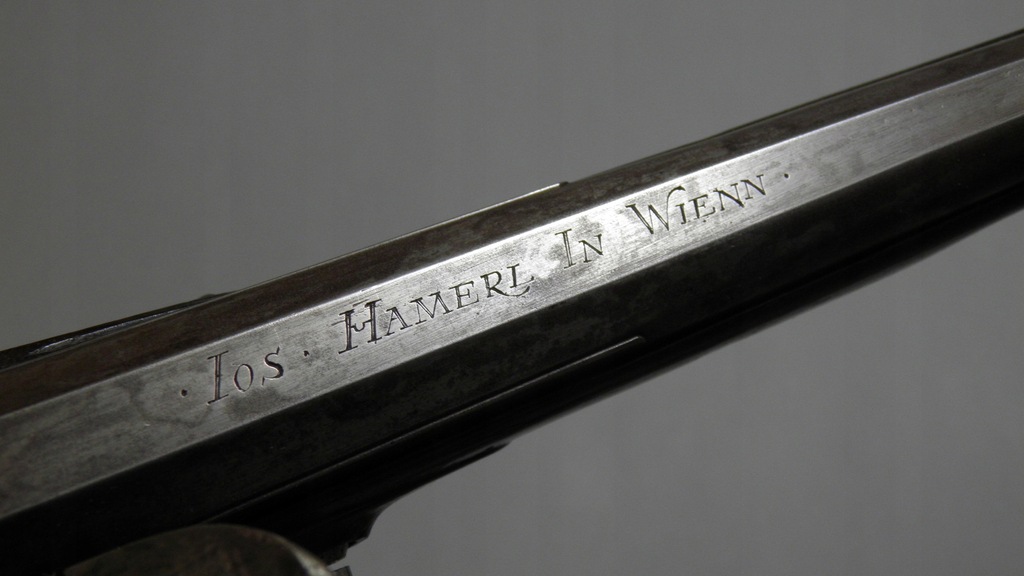 · Ios · Hamerl In Wienn ·